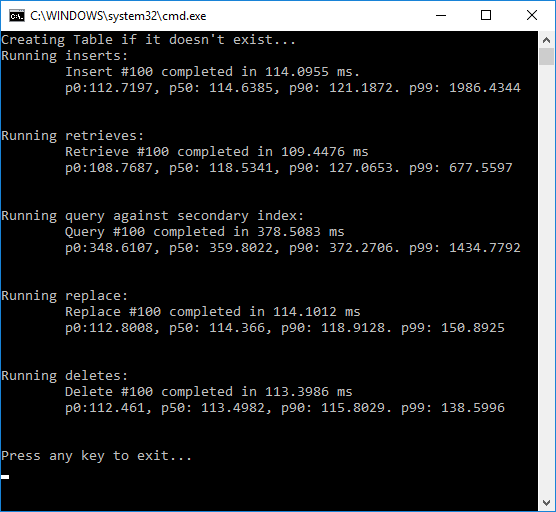 C:\WINDOWS\system32\cmd.exe
Creating Table if it doesn't exist...
Running inserts:
Insert #100 completed in 114.0955 ms.
p0:112.7197, p50: 114.6385, p90: 121.1872. p99: 1986.4344
Running retrieves:
Retrieve #100 completed in 109.4476 ms
p0:108.7687, p50: 118.5341, p90: 127.0653. p99: 677.5597
Running query against secondary index:
Query #100 completed in 378.5083 ms
p0:348.6107, p50: 359.8022, p90: 372.2706. p99: 1434.7792
Running replace:
Replace #100 completed in 114.1012 ms
p0:112.8008, p50: 114.366, p90: 118.9128. p99: 150.8925
Running deletes:
Delete #100 completed in 113.3986 ms
p0:112.461, p50: 113.4982, p90: 115.8029. p99: 138.5996
Press any key to exit...